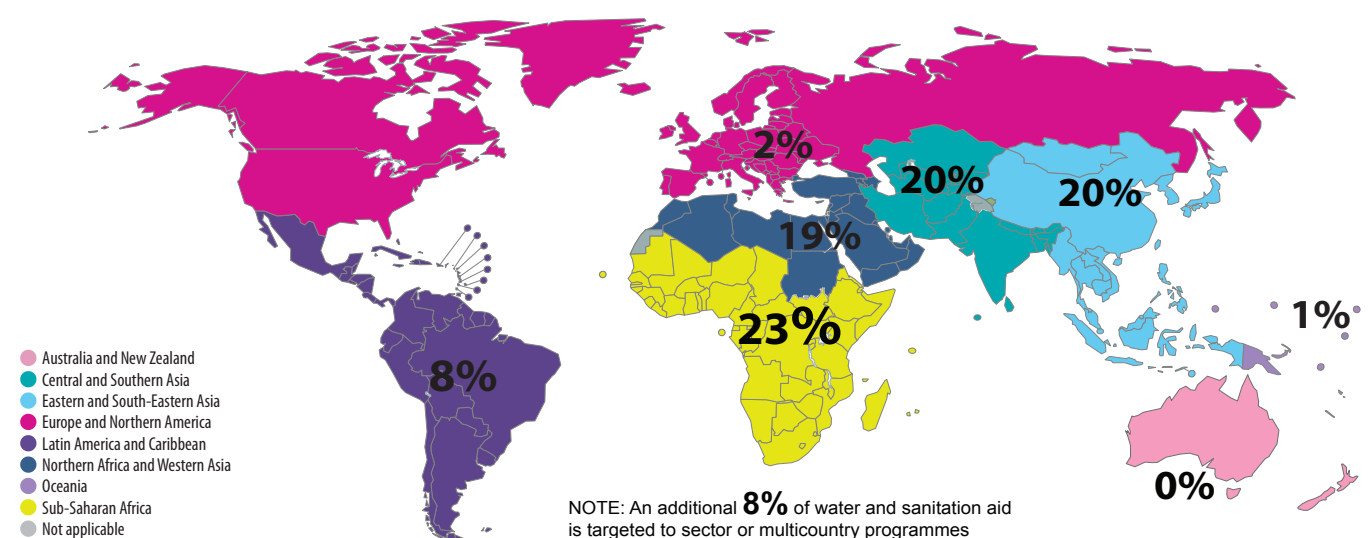 2%
20%
20%
19%
23%
1%
8%
0%
Australia and New Zealand
Central and Southern Asia
Eastern and South-Eastern Asia
Europe and Northern America
Latin America and Caribbean
Northern Africa and Western Asia
Oceania
Sub-Saharan Africa
Not applicable
NOTE: An additional 8% of water and sanitation aid
is targeted to sector or multicountry programmes